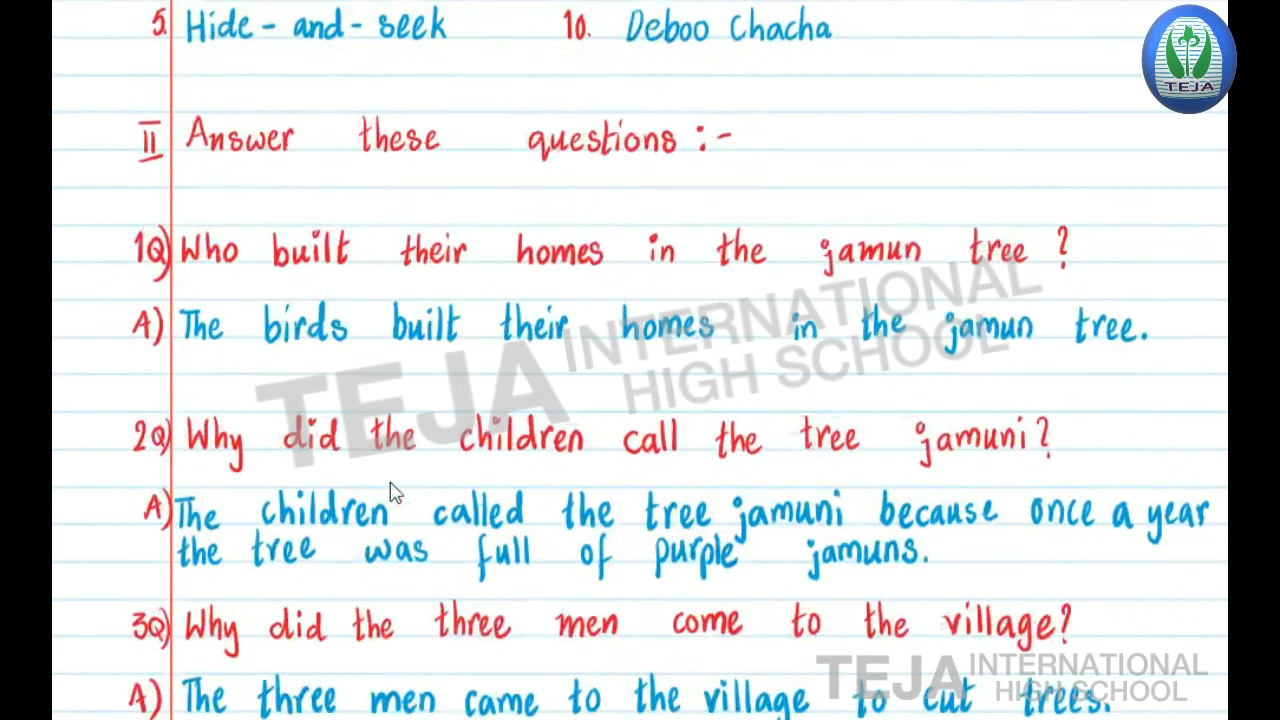 5. Hide - and - seek 10. Deboo Chacha
TEJA
II Answer these questions :-
1Q) Who built their homes in the jamun tree ?
A) The birds built their homes in the jamun tree.
TEJA INTERNATIONAL HIGH SCHOOL
2Q) Why did the children call the tree jamuni?
A) The children called the tree jamuni because once a year
the tree was full of purple jamuns.
3Q) Why did the three men come to the village?
TEJA INTERNATIONAL HIGH SCHOOL
A) The three men came to the village to cut trees.